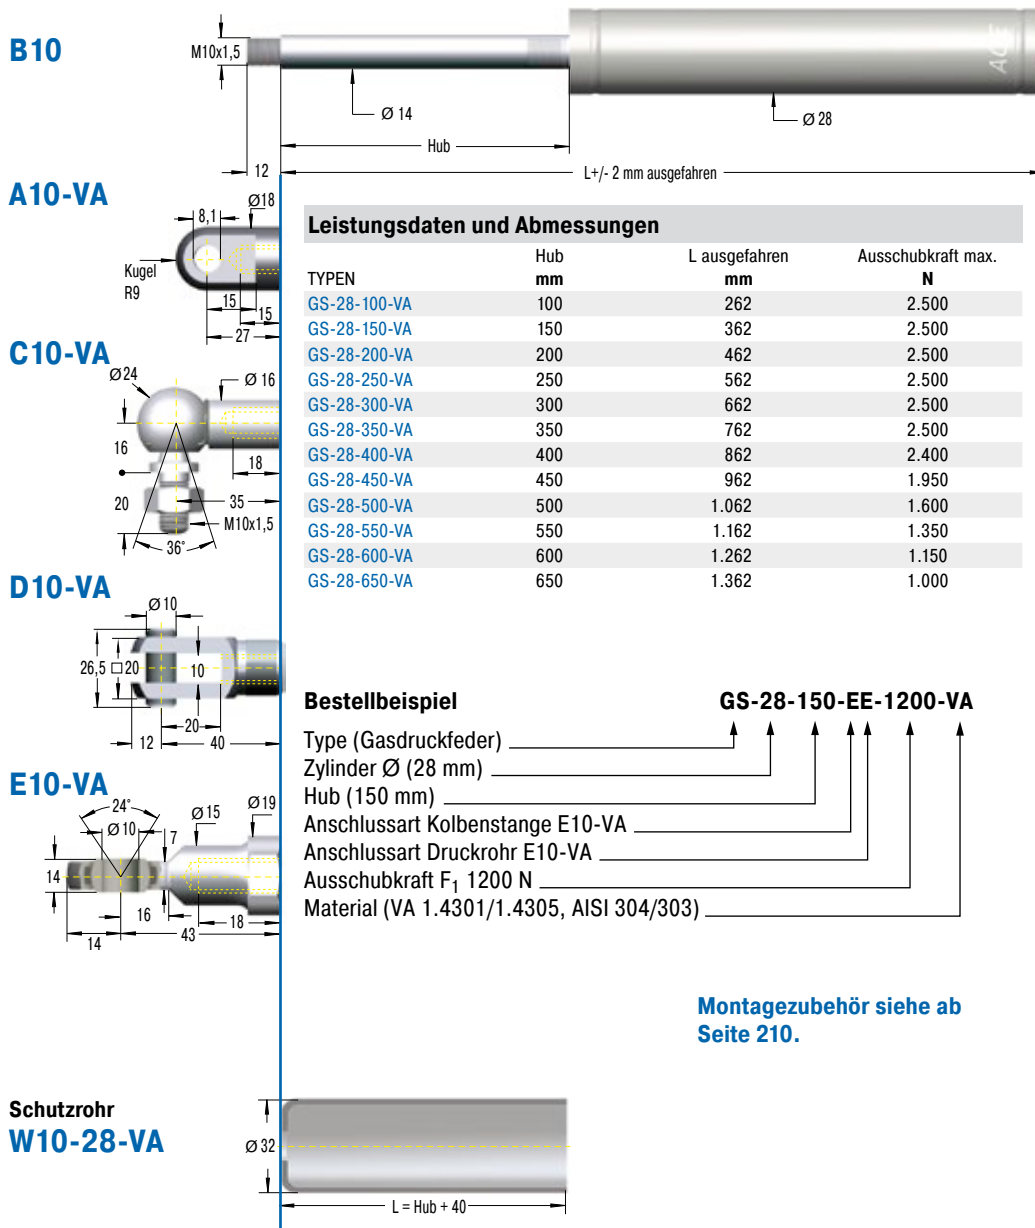 B10
M10x1,5
ACE
Ø 14
Ø 28
Hub
12
L+/- 2 mm ausgefahren
A10-VA
Ø18
8,1
Kugel
R9
15
15
27
Leistungsdaten und Abmessungen
Hub L ausgefahren Ausschubkraft max.
TYPEN mm mm N
GS-28-100-VA 100 262 2.500
GS-28-150-VA 150 362 2.500
GS-28-200-VA 200 462 2.500
GS-28-250-VA 250 562 2.500
GS-28-300-VA 300 662 2.500
GS-28-350-VA 350 762 2.500
GS-28-400-VA 400 862 2.400
GS-28-450-VA 450 962 1.950
GS-28-500-VA 500 1.062 1.600
GS-28-550-VA 550 1.162 1.350
GS-28-600-VA 600 1.262 1.150
GS-28-650-VA 650 1.362 1.000
C10-VA
Ø24
Ø 16
16
18
20
35
M10x1,5
36°
D10-VA
Ø10
26,5 □20
10
20
12
40
E10-VA
24°
Ø10
7
Ø15
Ø19
14
16
18
14
43
Bestellbeispiel GS-28-150-EE-1200-VA
Type (Gasdruckfeder)
Zylinder Ø (28 mm)
Hub (150 mm)
Anschlussart Kolbenstange E10-VA
Anschlussart Druckrohr E10-VA
Ausschubkraft F1 1200 N
Material (VA 1.4301/1.4305, AISI 304/303)
Montagezubehör siehe ab
Seite 210.
Schutzrohr
W10-28-VA
Ø 32
L = Hub + 40